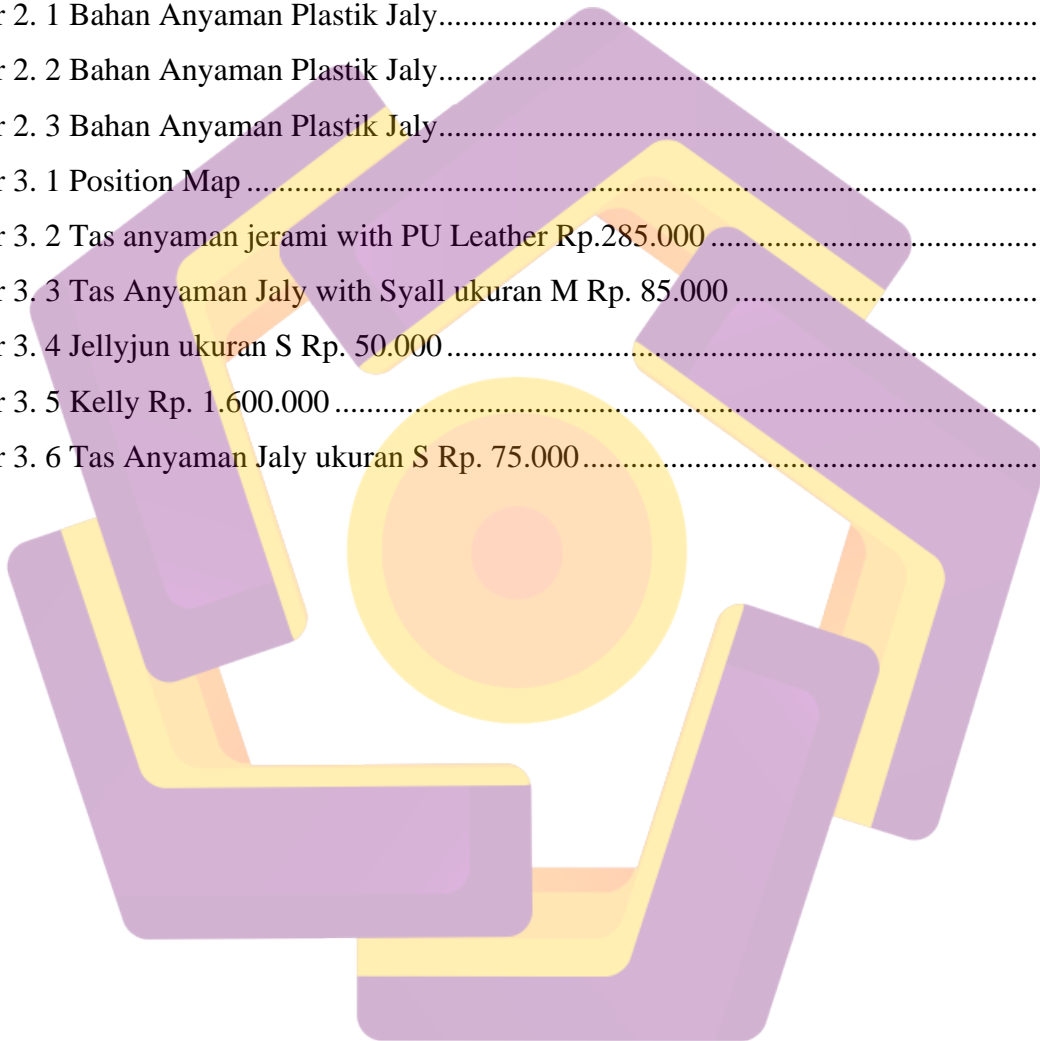 r 2. 1 Bahan Anyaman Plastik Jaly.......................................................................
r 2. 2 Bahan Anyaman Plastik Jaly.......................................................................
r 2. 3 Bahan Anyaman Plastik Jaly.......................................................................
r 3. 1 Position Map ...............................................................................................
r 3. 2 Tas anyaman jerami with PU Leather Rp.285.000 .......................................
r 3. 3 Tas Anyaman Jaly with Syall ukuran M Rp. 85.000 ....................................
r 3. 4 Jellyjun ukuran S Rp. 50.000 .......................................................................
r 3. 5 Kelly Rp. 1.600.000 .....................................................................................
r 3. 6 Tas Anyaman Jaly ukuran S Rp. 75.000.......................................................